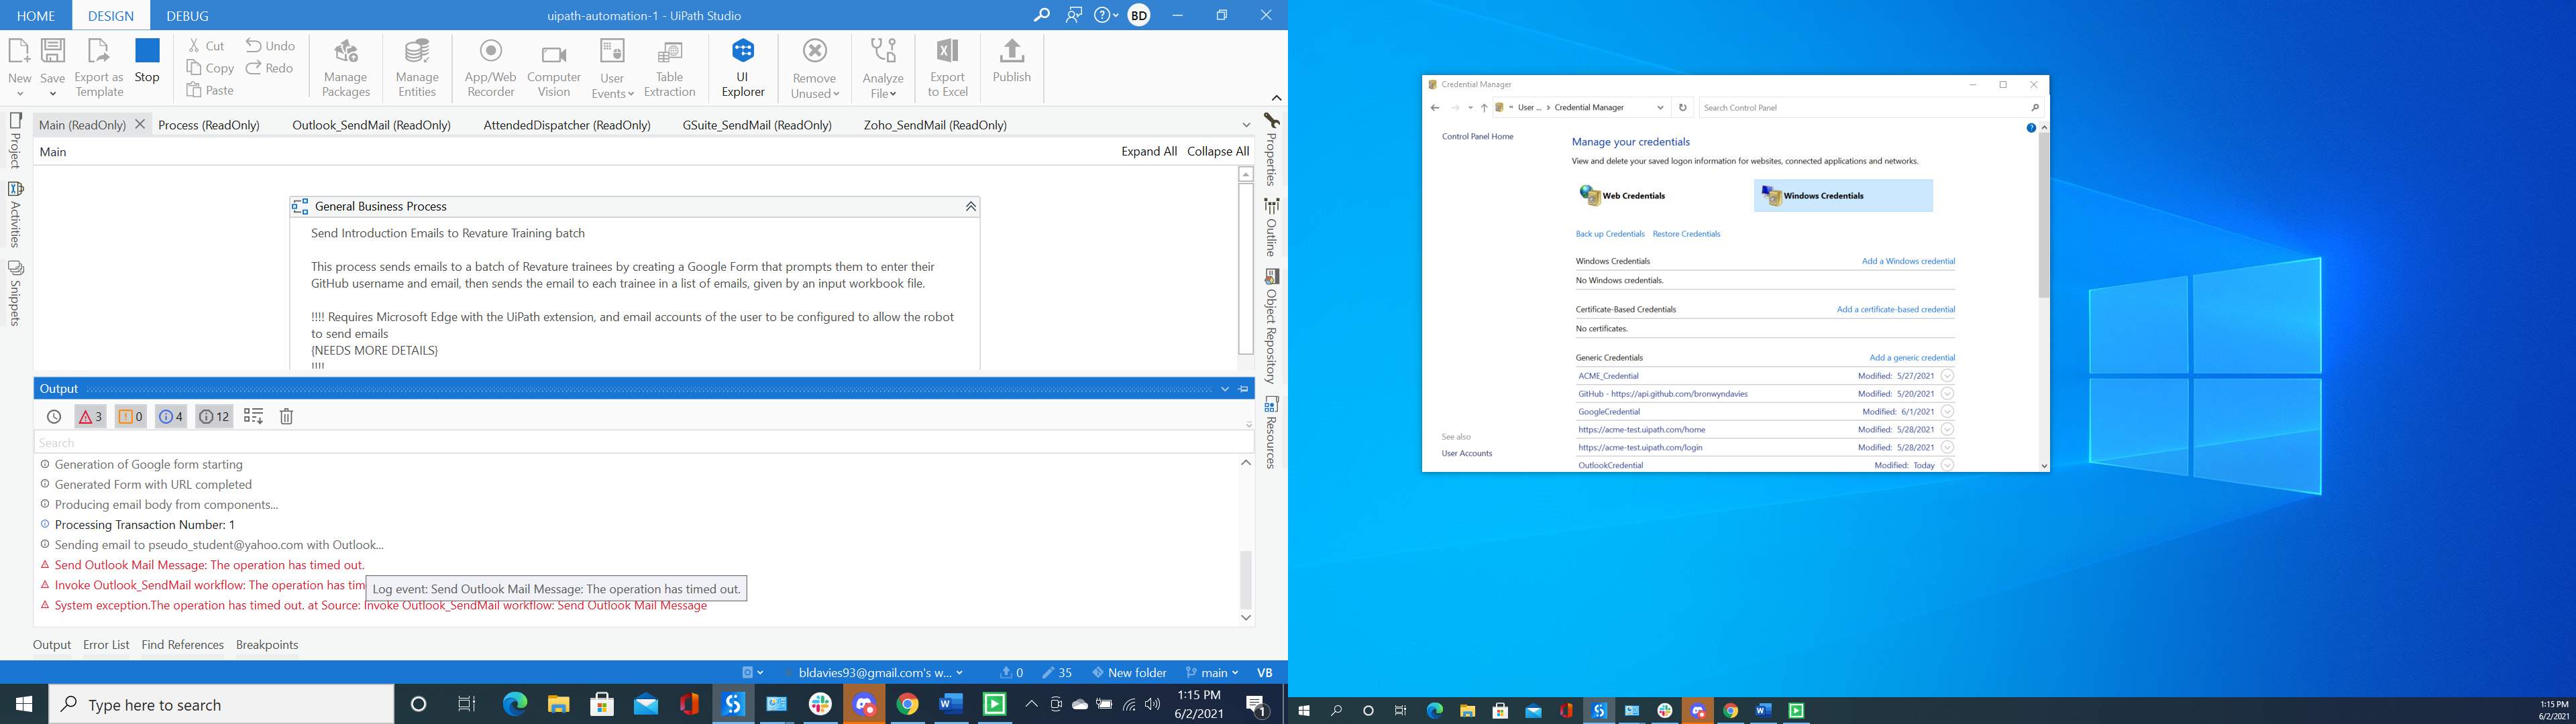 HOME DESIGN DEBUG uipath-automation-1 - UiPath Studio BD
New
Save
Export as Template
Stop
Cut
Copy
Paste
Undo
Redo
Manage Packages
Manage Entities
App/Web Recorder
Computer Vision
User Events
Table Extraction
UI Explorer
Remove Unused
Analyze File
Export to Excel
Publish
Main (ReadOnly) Process (ReadOnly) Outlook_SendMail (ReadOnly) AttendedDispatcher (ReadOnly) GSuite_SendMail (ReadOnly) Zoho_SendMail (ReadOnly)
Project
Activities
Snippets
Main Expand All Collapse All
General Business Process
Send Introduction Emails to Revature Training batch
This process sends emails to a batch of Revature trainees by creating a Google Form that prompts them to enter their
GitHub username and email, then sends the email to each trainee in a list of emails, given by an input workbook file.
!!!! Requires Microsoft Edge with the UiPath extension, and email accounts of the user to be configured to allow the robot
to send emails
{NEEDS MORE DETAILS}
!!!!
Properties
Outline
Object Repository
Resources
Output
3 0 4 12
Search
Generation of Google form starting
Generated Form with URL completed
Producing email body from components...
Processing Transaction Number: 1
Sending email to pseudo_student@yahoo.com with Outlook...
Send Outlook Mail Message: The operation has timed out.
Invoke Outlook_SendMail workflow: The operation has tim
Log event: Send Outlook Mail Message: The operation has timed out.
System exception.The operation has timed out. at Source: Invoke Outlook_SendMail workflow: Send Outlook Mail Message
Output Error List Find References Breakpoints
bldavies93@gmail.com's w... 0 35 New folder main VB
Type here to search
1:15 PM
6/2/2021
1
Credential Manager
User ... Credential Manager Search Control Panel
Control Panel Home
Manage your credentials
View and delete your saved logon information for websites, connected applications and networks.
Web Credentials Windows Credentials
Back up Credentials Restore Credentials
Windows Credentials Add a Windows credential
No Windows credentials.
Certificate-Based Credentials Add a certificate-based credential
No certificates.
Generic Credentials Add a generic credential
ACME_Credential Modified: 5/27/2021
GitHub - https://api.github.com/bronwyndavies Modified: 5/20/2021
GoogleCredential Modified: 6/1/2021
https://acme-test.uipath.com/home Modified: 5/28/2021
https://acme-test.uipath.com/login Modified: 5/28/2021
OutlookCredential Modified: Today
See also
User Accounts
1:15 PM
6/2/2021